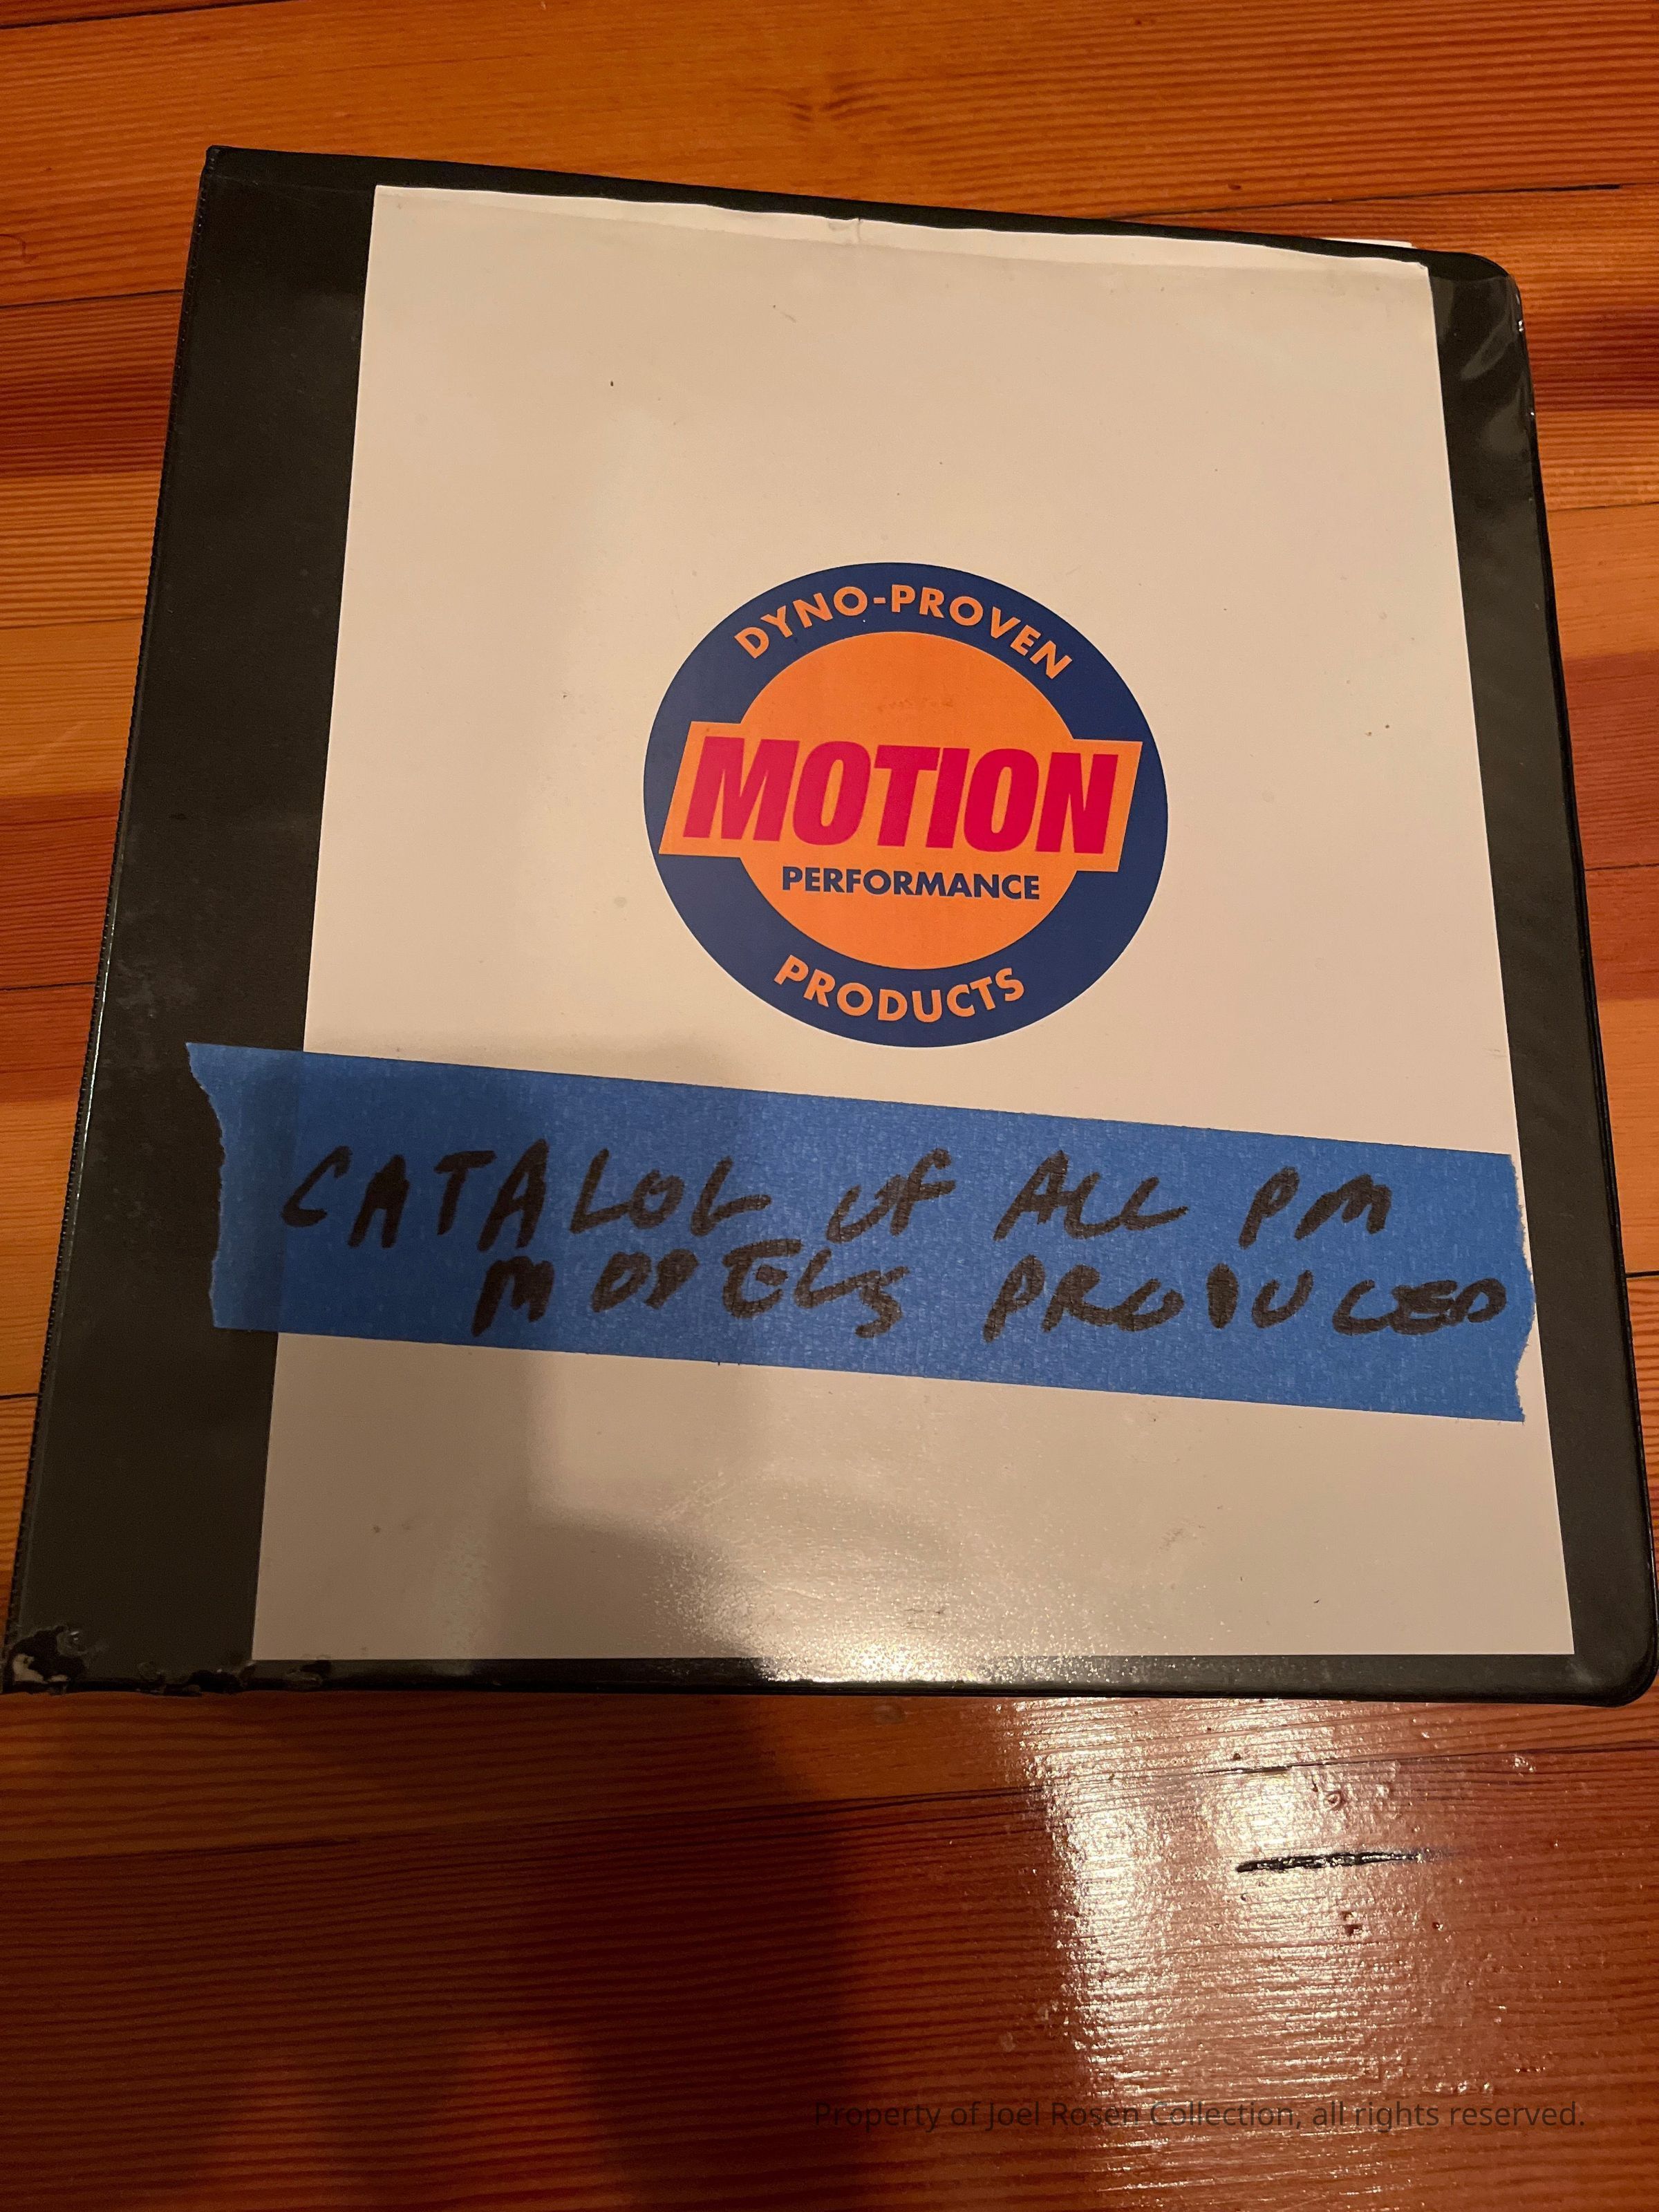 DYNO-PROVEN
MOTION
PERFORMANCE
PRODUCTS
CATALOG OF ALL PM
MODELS PRODUCED
Property of Joel Rosen Collection, all rights reserved.